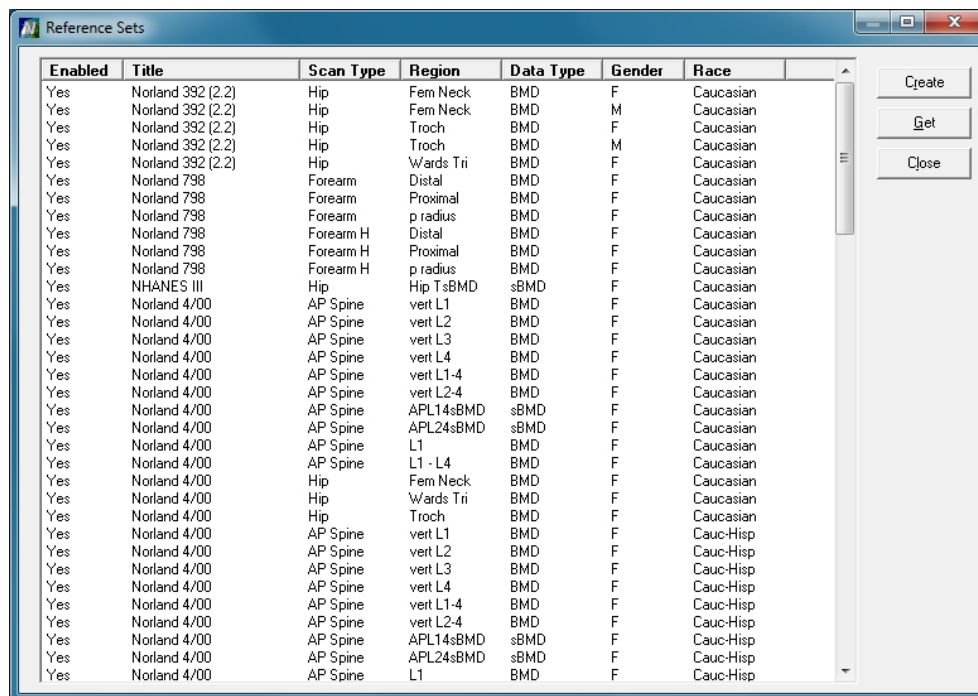 Reference Sets
Enabled Title Scan Type Region Data Type Gender Race
Yes Norland 392 (2.2) Hip Fem Neck BMD F Caucasian
Yes Norland 392 (2.2) Hip Fem Neck BMD M Caucasian
Yes Norland 392 (2.2) Hip Troch BMD F Caucasian
Yes Norland 392 (2.2) Hip Troch BMD M Caucasian
Yes Norland 392 (2.2) Hip Wards Tri BMD F Caucasian
Yes Norland 798 Forearm Distal BMD F Caucasian
Yes Norland 798 Forearm Proximal BMD F Caucasian
Yes Norland 798 Forearm p radius BMD F Caucasian
Yes Norland 798 Forearm H Distal BMD F Caucasian
Yes Norland 798 Forearm H Proximal BMD F Caucasian
Yes Norland 798 Forearm H p radius BMD F Caucasian
Yes NHANES III Hip Hip TsBMD sBMD F Caucasian
Yes Norland 4/00 AP Spine vert L1 BMD F Caucasian
Yes Norland 4/00 AP Spine vert L2 BMD F Caucasian
Yes Norland 4/00 AP Spine vert L3 BMD F Caucasian
Yes Norland 4/00 AP Spine vert L4 BMD F Caucasian
Yes Norland 4/00 AP Spine vert L1-4 BMD F Caucasian
Yes Norland 4/00 AP Spine vert L2-4 BMD F Caucasian
Yes Norland 4/00 AP Spine APL14sBMD sBMD F Caucasian
Yes Norland 4/00 AP Spine APL24sBMD sBMD F Caucasian
Yes Norland 4/00 AP Spine L1 BMD F Caucasian
Yes Norland 4/00 AP Spine L1 - L4 BMD F Caucasian
Yes Norland 4/00 Hip Fem Neck BMD F Caucasian
Yes Norland 4/00 Hip Wards Tri BMD F Caucasian
Yes Norland 4/00 Hip Troch BMD F Caucasian
Yes Norland 4/00 AP Spine vert L1 BMD F Cauc-Hisp
Yes Norland 4/00 AP Spine vert L2 BMD F Cauc-Hisp
Yes Norland 4/00 AP Spine vert L3 BMD F Cauc-Hisp
Yes Norland 4/00 AP Spine vert L4 BMD F Cauc-Hisp
Yes Norland 4/00 AP Spine vert L1-4 BMD F Cauc-Hisp
Yes Norland 4/00 AP Spine vert L2-4 BMD F Cauc-Hisp
Yes Norland 4/00 AP Spine APL14sBMD sBMD F Cauc-Hisp
Yes Norland 4/00 AP Spine APL24sBMD sBMD F Cauc-Hisp
Yes Norland 4/00 AP Spine L1 BMD F Cauc-Hisp
Create
Get
Close